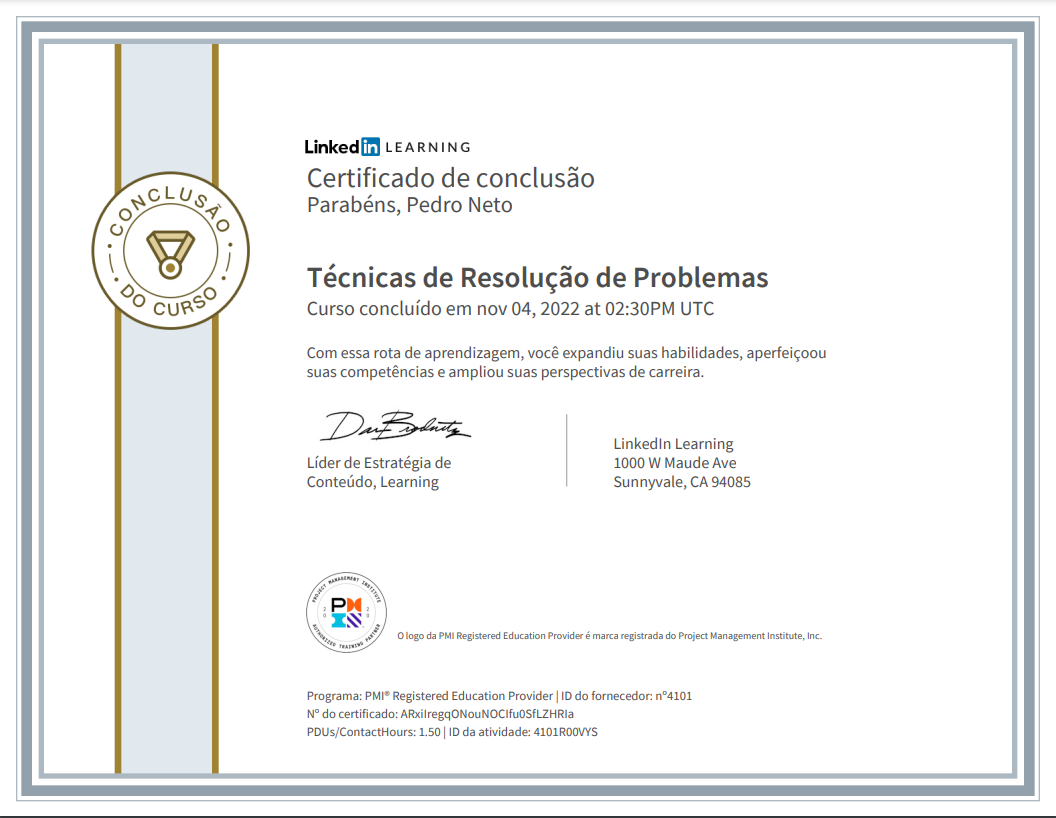 CONCLUSÃO
DO CURSO
Linkedin LEARNING
Certificado de conclusão
Parabéns, Pedro Neto
Técnicas de Resolução de Problemas
Curso concluído em nov 04, 2022 at 02:30PM UTC
Com essa rota de aprendizagem, você expandiu suas habilidades, aperfeiçoou
suas competências e ampliou suas perspectivas de carreira.
Líder de Estratégia de
Conteúdo, Learning
LinkedIn Learning
1000 W Maude Ave
Sunnyvale, CA 94085
PROJECT MANAGEMENT INSTITUTE
2020
AUTHORIZED TRAINING PARTNER
O logo da PMI Registered Education Provider é marca registrada do Project Management Institute, Inc.
Programa: PMI® Registered Education Provider | ID do fornecedor: nº4101
Nº do certificado: ARxiIregqONouNOCIfu0SfLZHRIa
PDUs/ContactHours: 1.50 | ID da atividade: 4101R00VYS